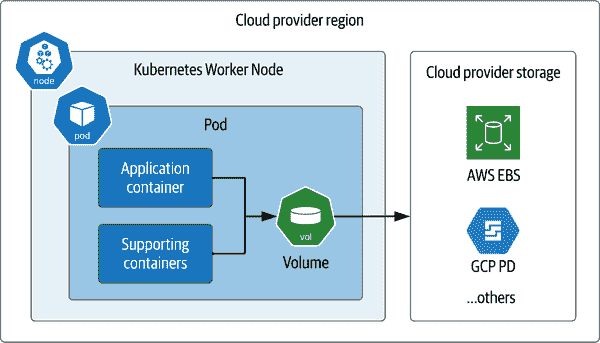 Cloud provider region
node
Kubernetes Worker Node
pod
Pod
Application
container
Supporting
containers
vol
Volume
Cloud provider storage
AWS EBS
GCP PD
...others